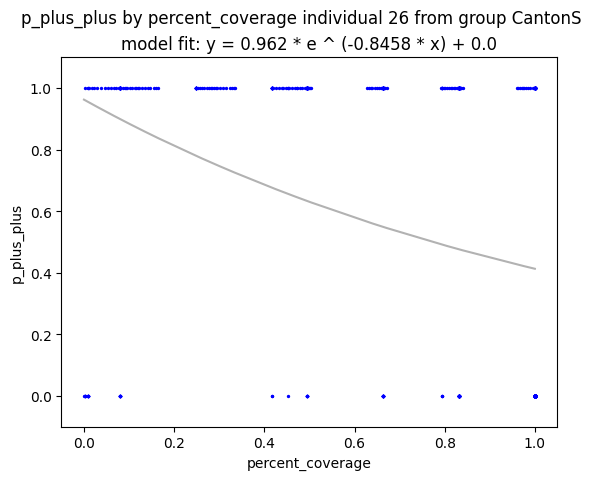 p_plus_plus by percent_coverage individual 26 from group CantonS
model fit: y = 0.962 * e ^ (-0.8458 * x) + 0.0
1.0
0.8
0.6
0.4
0.2
0.0
p_plus_plus
0.0 0.2 0.4 0.6 0.8 1.0
percent_coverage